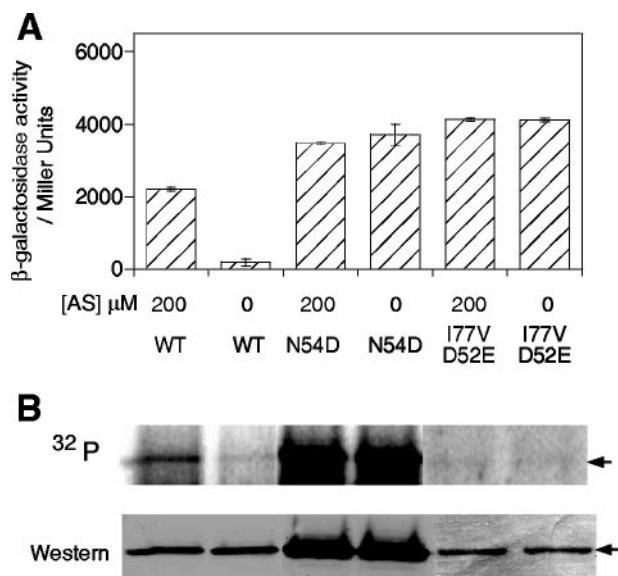 A
β-galactosidase activity
/ Miller Units
6000
4000
2000
0
[AS] μM 200 0 200 0 200 0
WT WT N54D N54D I77V I77V
D52E D52E
B
32 P
Western